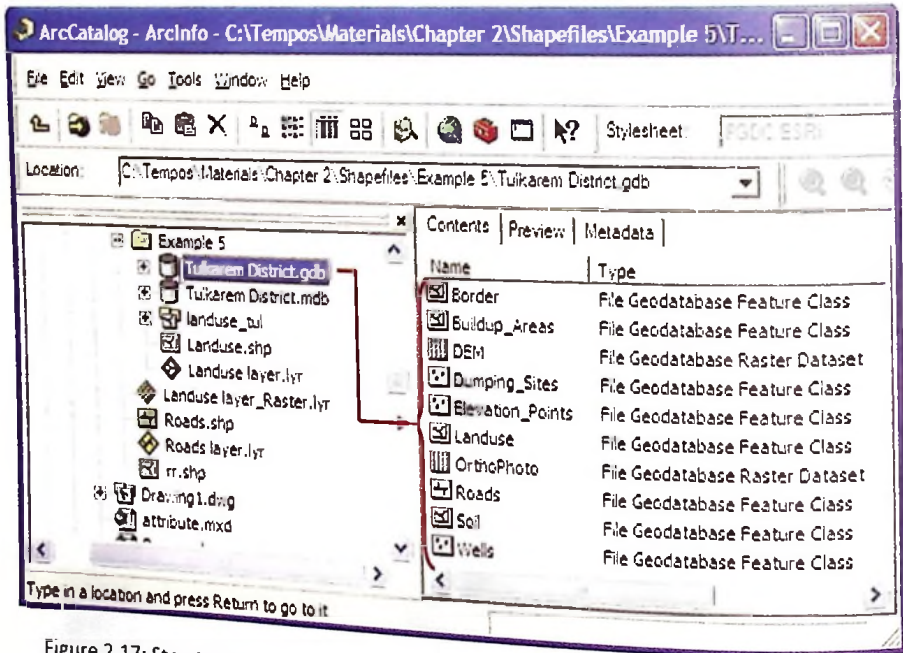 ArcCatalog - ArcInfo - C:\Tempos\Materials\Chapter 2\Shapefiles\Example 5\T...
File Edit View Go Tools Window Help
Stylesheet: FGDC ESRI
Location: C:\Tempos\Materials\Chapter 2\Shapefiles\Example 5\Tulkarem District.gdb
Example 5
Tulkarem District.gdb
Tulkarem District.mdb
landuse_tul
Landuse.shp
Landuse layer.lyr
Landuse layer_Raster.lyr
Roads.shp
Roads layer.lyr
rr.shp
Drawing1.dwg
attribute.mxd
Contents Preview Metadata
Name Type
Border File Geodatabase Feature Class
Buildup_Areas File Geodatabase Feature Class
DEM File Geodatabase Raster Dataset
Dumping_Sites File Geodatabase Feature Class
Elevation_Points File Geodatabase Feature Class
Landuse File Geodatabase Feature Class
OrthoPhoto File Geodatabase Raster Dataset
Roads File Geodatabase Feature Class
Soil File Geodatabase Feature Class
Wells File Geodatabase Feature Class
Type in a location and press Return to go to it
Figure 2.17: